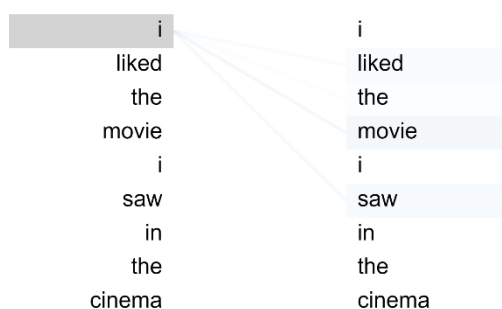 i i
liked liked
the the
movie movie
i i
saw saw
in in
the the
cinema cinema